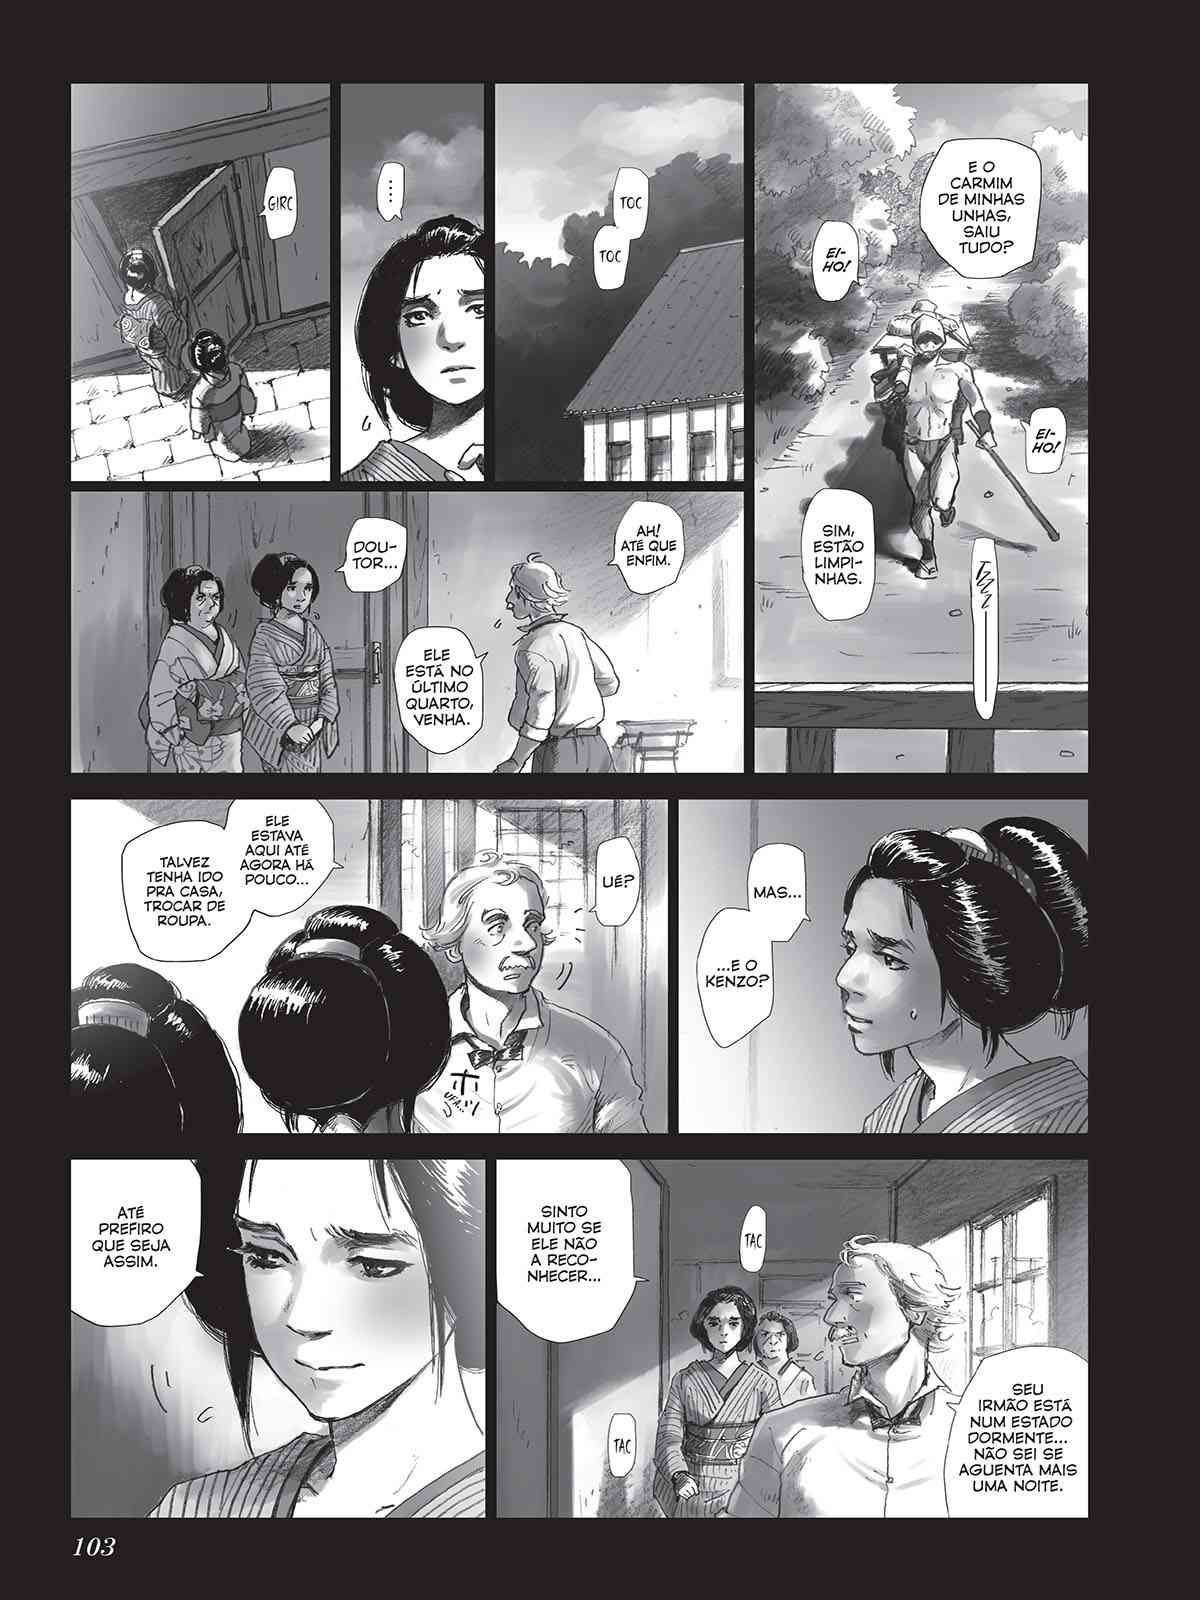 E O
CARMIM
DE MINHAS
UNHAS,
SAIU
TUDO?
EI-
HO!
EI-
HO!
SIM,
ESTÃO
LIMPI-
NHAS.
TOC
TOC
....
GIRC
AH!
ATÉ QUE
ENFIM.
DOU-
TOR...
ELE
ESTÁ NO
ÚLTIMO
QUARTO,
VENHA.
MAS...
...E O
KENZO?
UÉ?
ELE
ESTAVA
AQUI ATÉ
AGORA HÁ
POUCO...
TALVEZ
TENHA IDO
PRA CASA,
TROCAR DE
ROUPA.
ホッ
UFA...
TAC
SINTO
MUITO SE
ELE NÃO
A RECO-
NHECER...
SEU
IRMÃO ESTÁ
NUM ESTADO
DORMENTE...
NÃO SEI SE
AGUENTA MAIS
UMA NOITE.
TAC
ATÉ
PREFIRO
QUE SEJA
ASSIM.
103